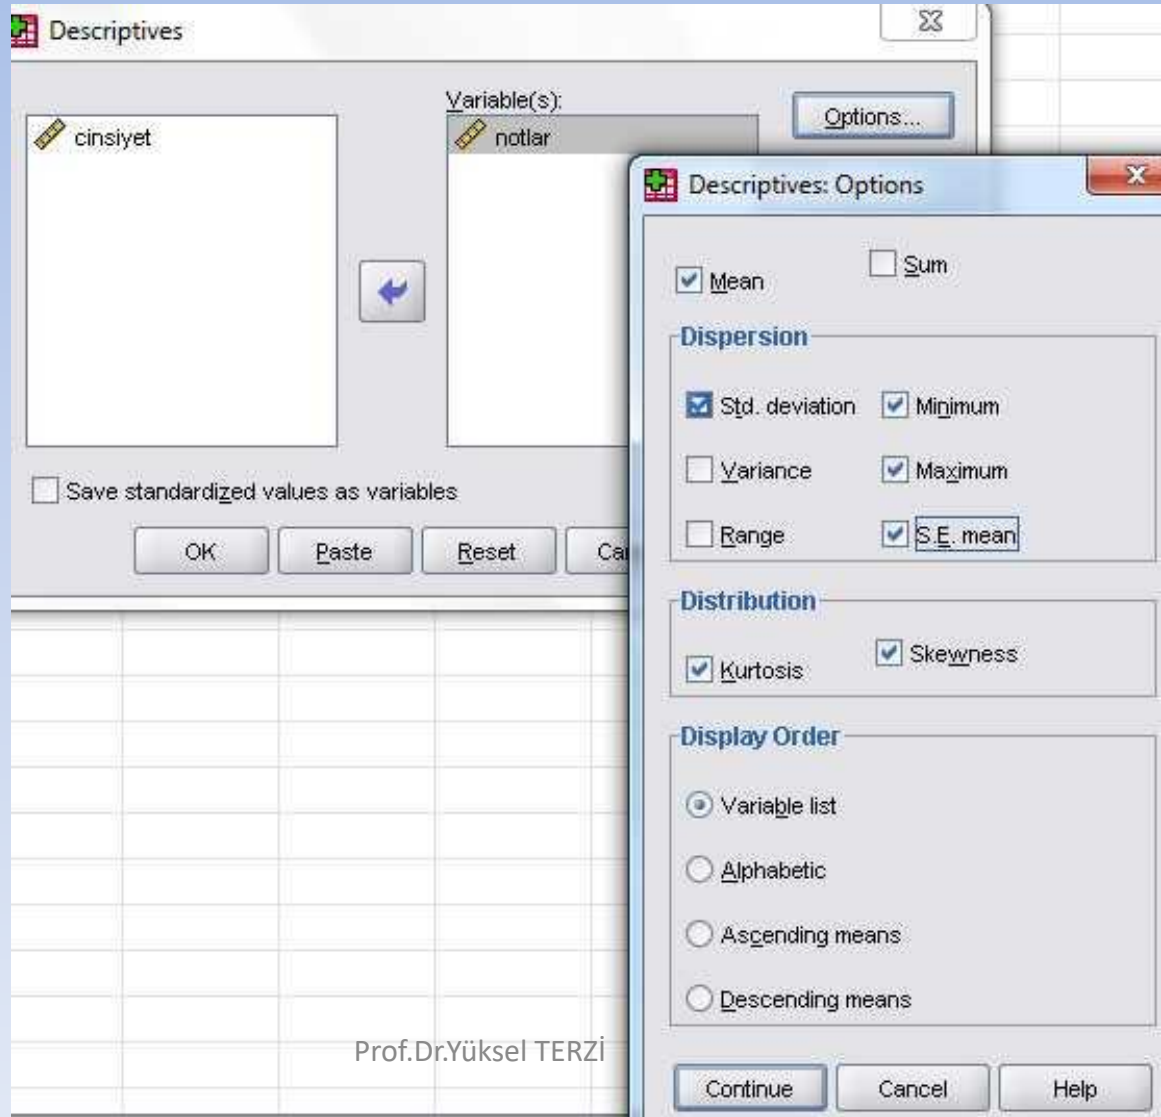 Descriptives
Variable(s):
cinsiyet
notlar
Options...
Save standardized values as variables
OK
Paste
Reset
Descriptives: Options
Mean
Sum
Dispersion
Std. deviation
Minimum
Variance
Maximum
Range
S.E. mean
Distribution
Kurtosis
Skewness
Display Order
Variable list
Alphabetic
Ascending means
Descending means
Continue
Cancel
Help
Prof.Dr.Yüksel TERZİ